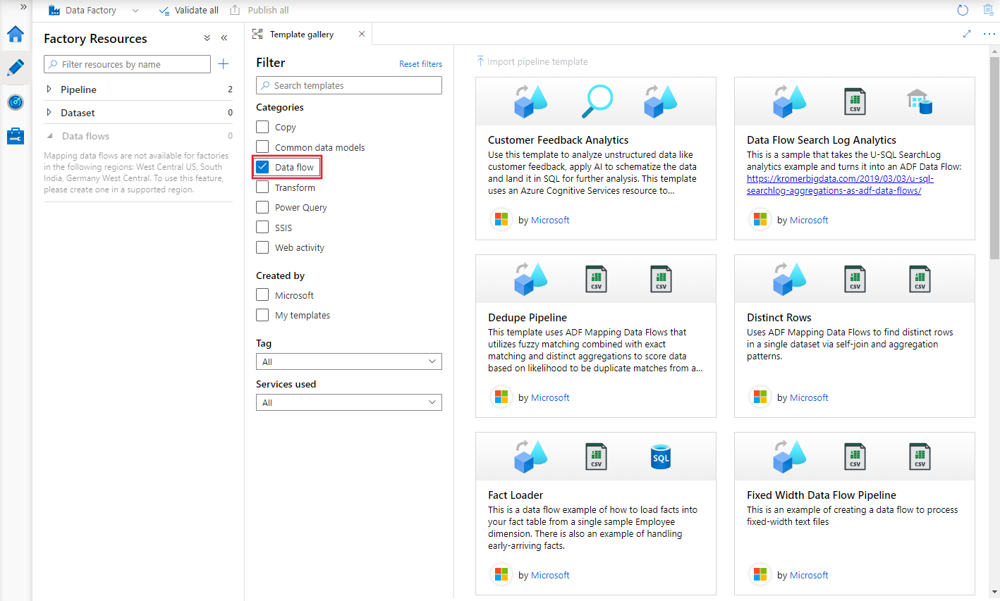 Data Factory
Validate all
Publish all
Factory Resources
Filter resources by name
Pipeline 2
Dataset 0
Data flows 0
Mapping data flows are not available for factories
in the following regions: West Central US, South
India, Germany West Central. To use this feature,
please create one in a supported region.
Template gallery
Filter
Reset filters
Search templates
Categories
Copy
Common data models
Data flow
Transform
Power Query
SSIS
Web activity
Created by
Microsoft
My templates
Tag
All
Services used
All
Import pipeline template
Customer Feedback Analytics
Use this template to analyze unstructured data like
customer feedback, apply AI to schematize the data
and land it in SQL for further analysis. This template
uses an Azure Cognitive Services resource to...
by Microsoft
CSV
Data Flow Search Log Analytics
This is a sample that takes the U-SQL SearchLog
analytics example and turns it into an ADF Data Flow:
https://kromerbigdata.com/2019/03/03/u-sql-
searchlog-aggregations-as-adf-data-flows/
by Microsoft
CSV
CSV
Dedupe Pipeline
This template uses ADF Mapping Data Flows that
utilizes fuzzy matching combined with exact
matching and distinct aggregations to score data
based on likelihood to be duplicate matches from a...
by Microsoft
CSV
CSV
Distinct Rows
Uses ADF Mapping Data Flows to find distinct rows
in a single dataset via self-join and aggregation
patterns.
by Microsoft
CSV
SQL
Fact Loader
This is a data flow example of how to load facts into
your fact table from a single sample Employee
dimension. There is also an example of handling
early-arriving facts.
by Microsoft
CSV
CSV
Fixed Width Data Flow Pipeline
This is an example of creating a data flow to process
fixed-width text files
by Microsoft